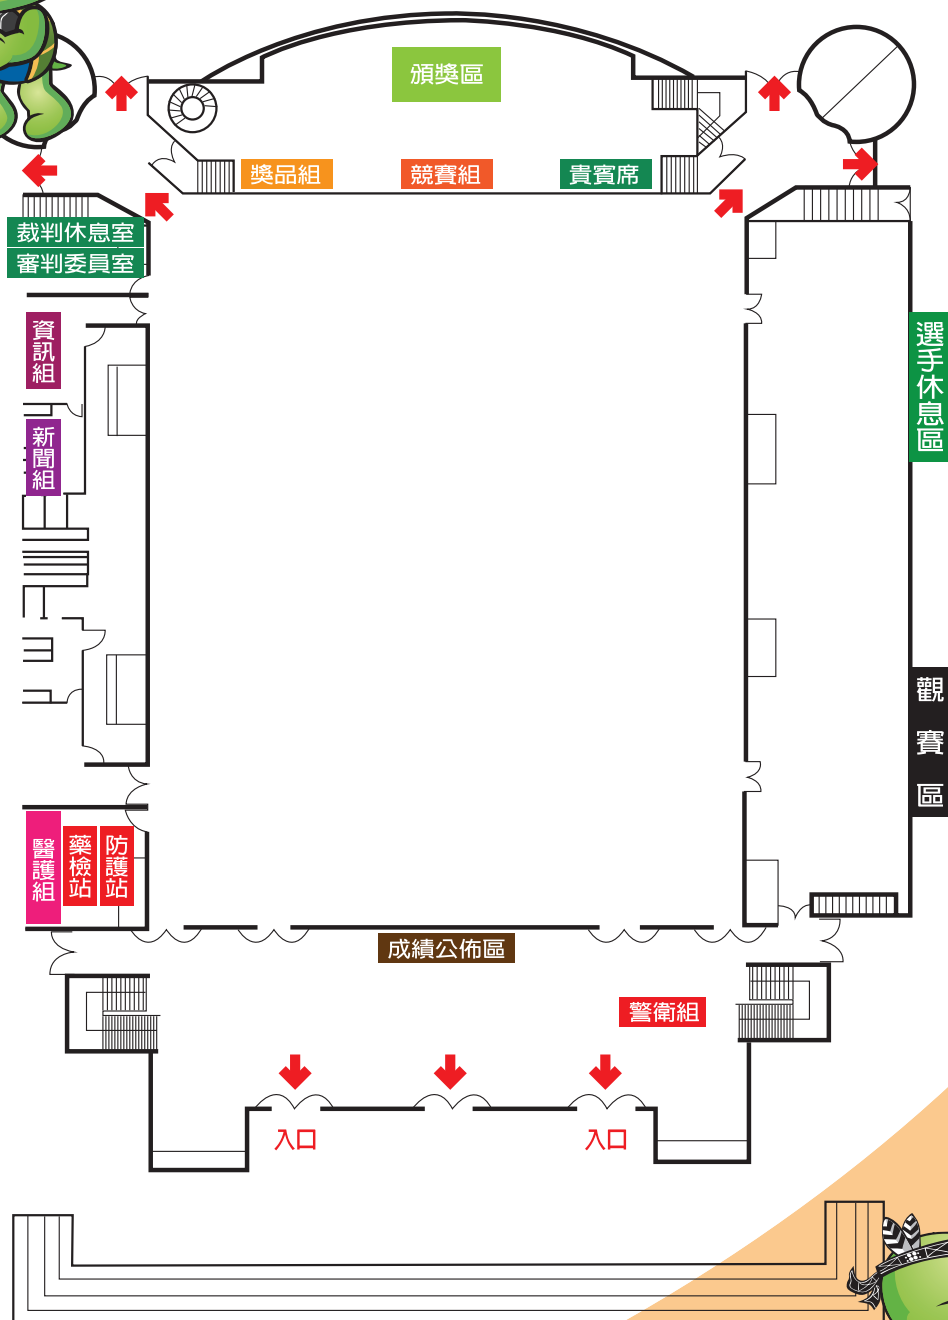 頒獎區
獎品組
競賽組
貴賓席
裁判休息室
審判委員室
資訊組
新聞組
選手休息區
觀賽區
醫護組
藥檢站
防護站
成績公佈區
警衛組
入口
入口